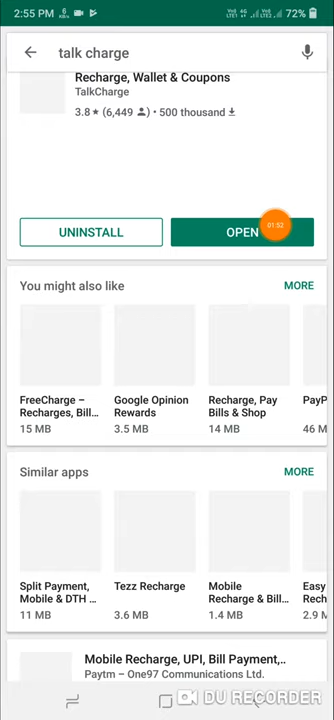 2:55 PM 6 KB/s 72%
talk charge
Recharge, Wallet & Coupons
TalkCharge
3.8 ★ (6,449) • 500 thousand
UNINSTALL OPEN 01:53
You might also like MORE
FreeCharge – Google Opinion Recharge, Pay PayP
Recharges, Bill... Rewards Bills & Shop
15 MB 3.5 MB 14 MB 46 M
Similar apps MORE
Split Payment, Tezz Recharge Mobile Easy
Mobile & DTH ... Recharge & Bill... Rech
11 MB 3.6 MB 1.4 MB 2.9 M
Mobile Recharge, UPI, Bill Payment,..
Paytm – One97 Communications Ltd.
DU RECORDER